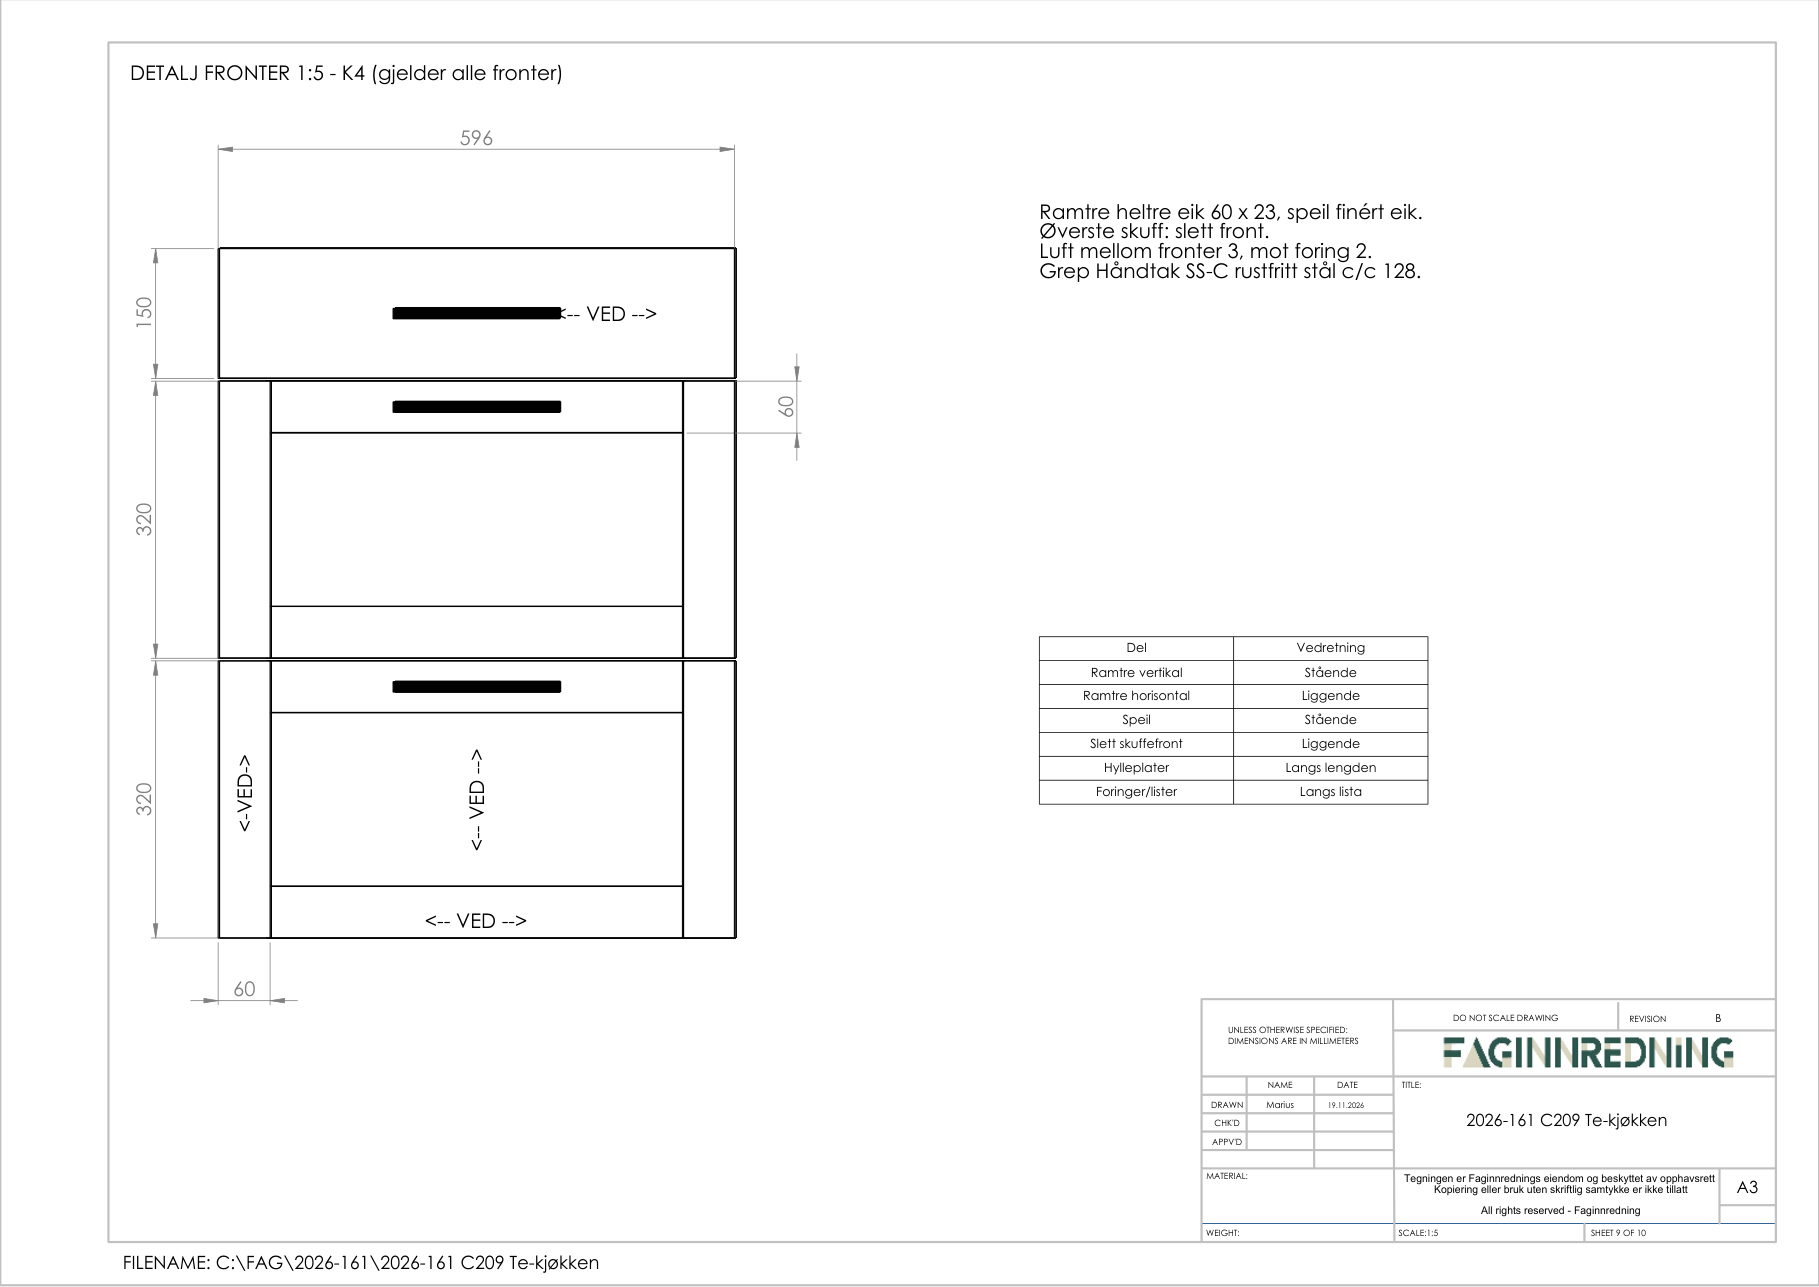 DETALJ FRONTER 1:5 - K4 (gjelder alle fronter)
596
Ramtre heltre eik 60 x 23, speil finért eik.
Øverste skuff: slett front.
Luft mellom fronter 3, mot foring 2.
Grep Håndtak SS-C rustfritt stål c/c 128.
150
<-- VED -->
60
320
Del Vedretning
Ramtre vertikal Stående
Ramtre horisontal Liggende
Speil Stående
Slett skuffefront Liggende
Hylleplater Langs lengden
Foringer/lister Langs lista
320
<-VED->
<-- VED -->
<-- VED -->
60
UNLESS OTHERWISE SPECIFIED:
DIMENSIONS ARE IN MILLIMETERS
DO NOT SCALE DRAWING
REVISION B
FAGINNREDNING
NAME DATE
DRAWN Marius 19.11.2026
CHK'D
APPV'D
TITLE:
2026-161 C209 Te-kjøkken
MATERIAL:
Tegningen er Faginnrednings eiendom og beskyttet av opphavsrett
Kopiering eller bruk uten skriftlig samtykke er ikke tillatt
All rights reserved - Faginnredning
A3
WEIGHT:
SCALE:1:5
SHEET 9 OF 10
FILENAME: C:\FAG\2026-161\2026-161 C209 Te-kjøkken